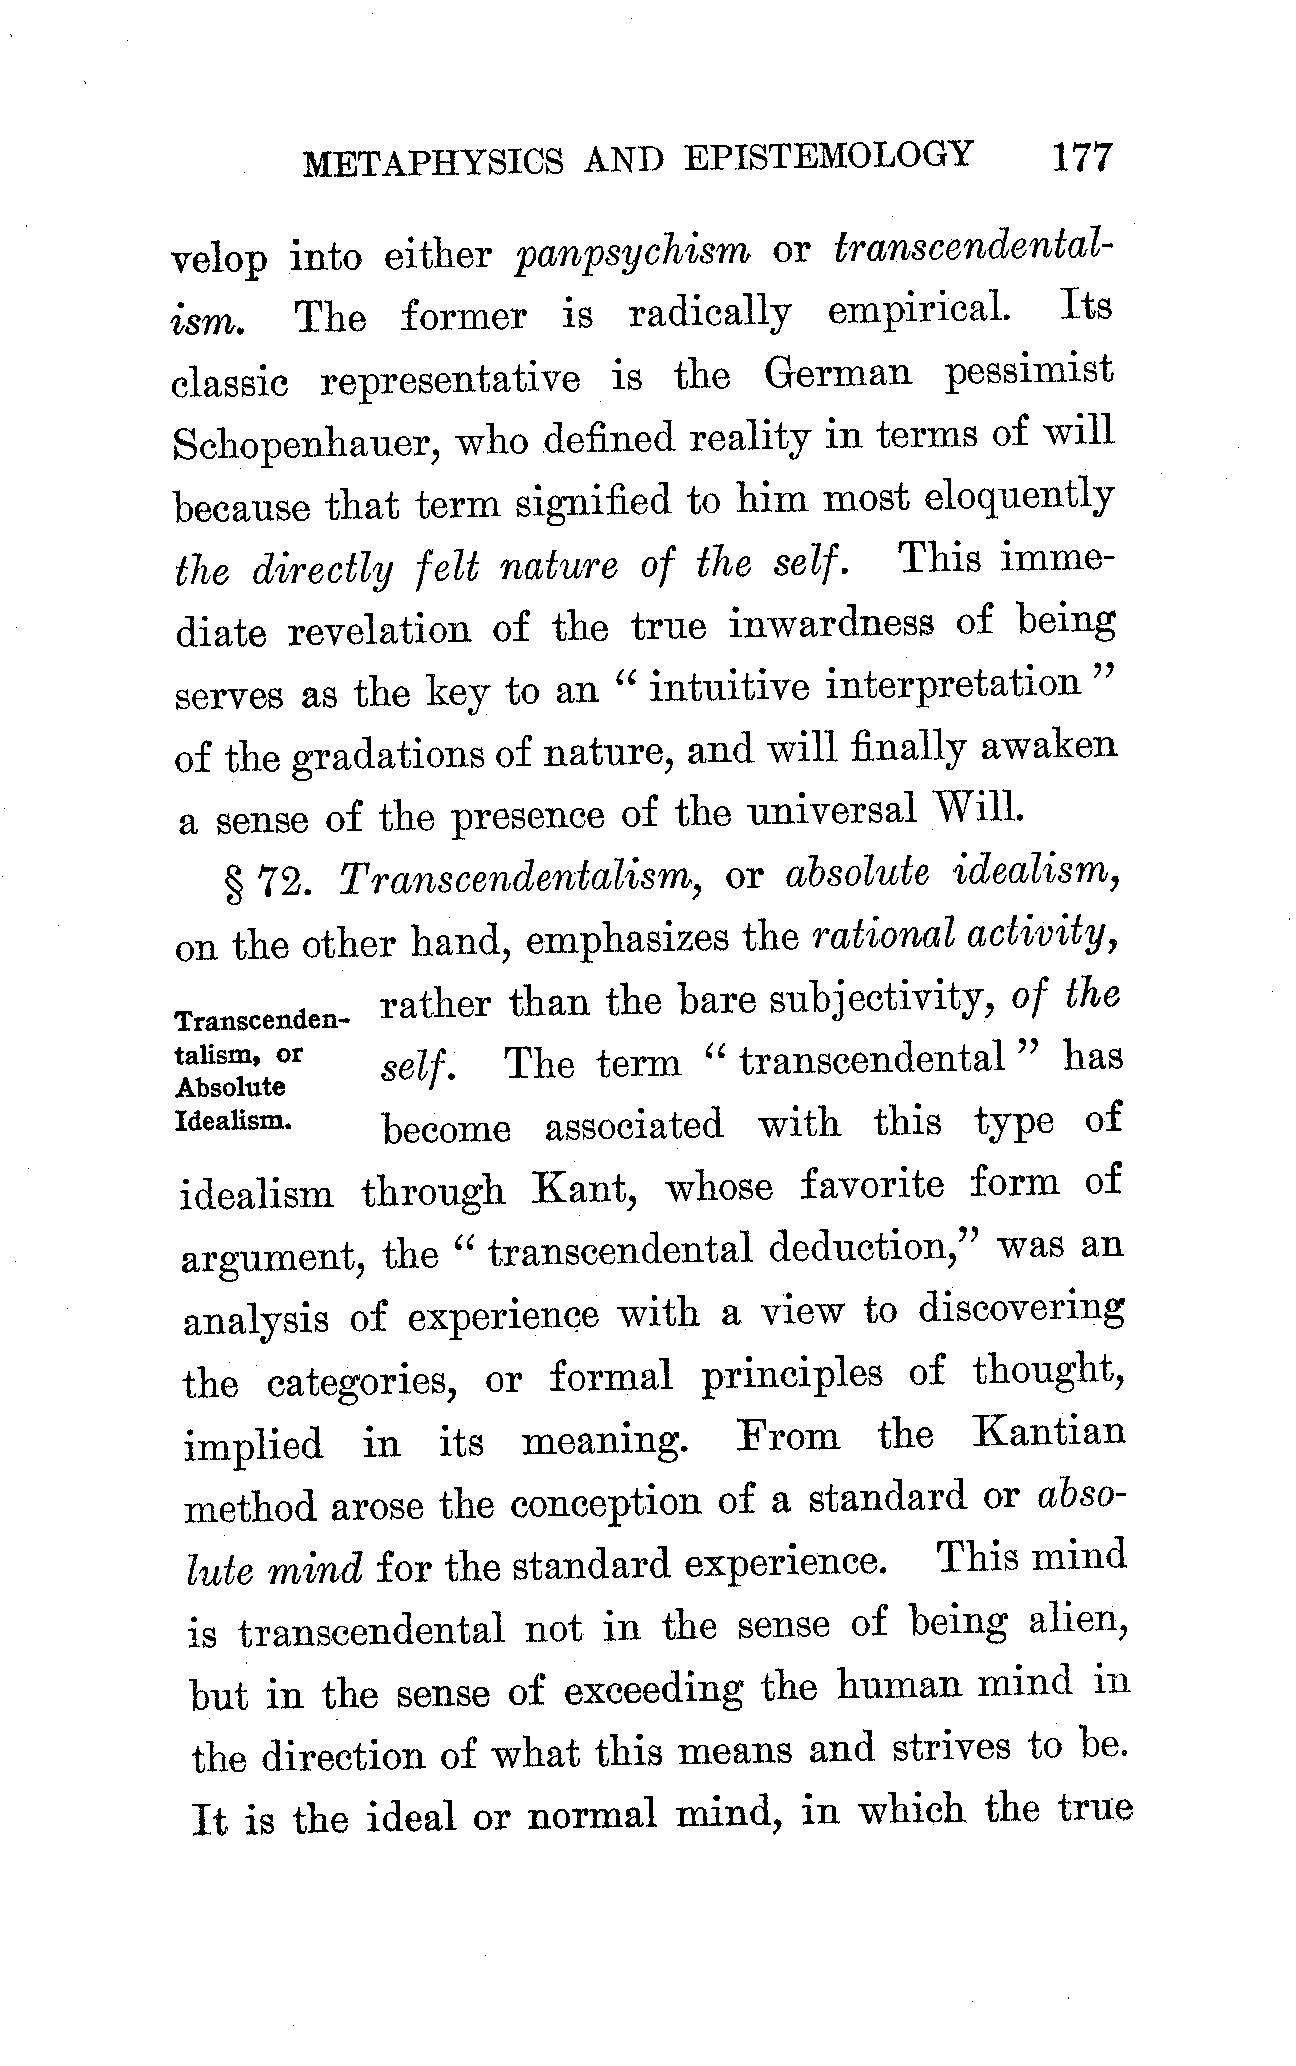 METAPHYSICS AND EPISTEMOLOGY 177
velop into either panpsychism or transcendental-
ism. The former is radically empirical. Its
classic representative is the German pessimist
Schopenhauer, who defined reality in terms of will
because that term signified to him most eloquently
the directly felt nature of the self. This imme-
diate revelation of the true inwardness of being
serves as the key to an “ intuitive interpretation ”
of the gradations of nature, and will finally awaken
a sense of the presence of the universal Will.
§ 72. Transcendentalism, or absolute idealism,
on the other hand, emphasizes the rational activity,
Transcenden-
talism, or
Absolute
Idealism.
rather than the bare subjectivity, of the
self. The term “ transcendental ” has
become associated with this type of
idealism through Kant, whose favorite form of
argument, the “ transcendental deduction,” was an
analysis of experience with a view to discovering
the categories, or formal principles of thought,
implied in its meaning. From the Kantian
method arose the conception of a standard or abso-
lute mind for the standard experience. This mind
is transcendental not in the sense of being alien,
but in the sense of exceeding the human mind in
the direction of what this means and strives to be.
It is the ideal or normal mind, in which the true